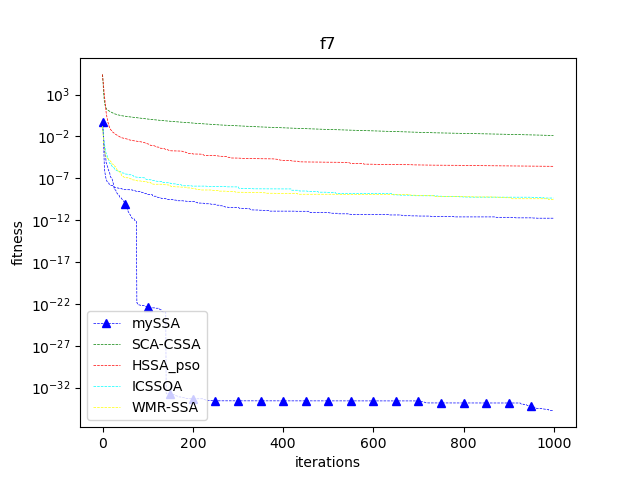 f7
fitness
10^3
10^-2
10^-7
10^-12
10^-17
10^-22
10^-27
10^-32
mySSA
SCA-CSSA
HSSA_pso
ICSSOA
WMR-SSA
0 200 400 600 800 1000
iterations